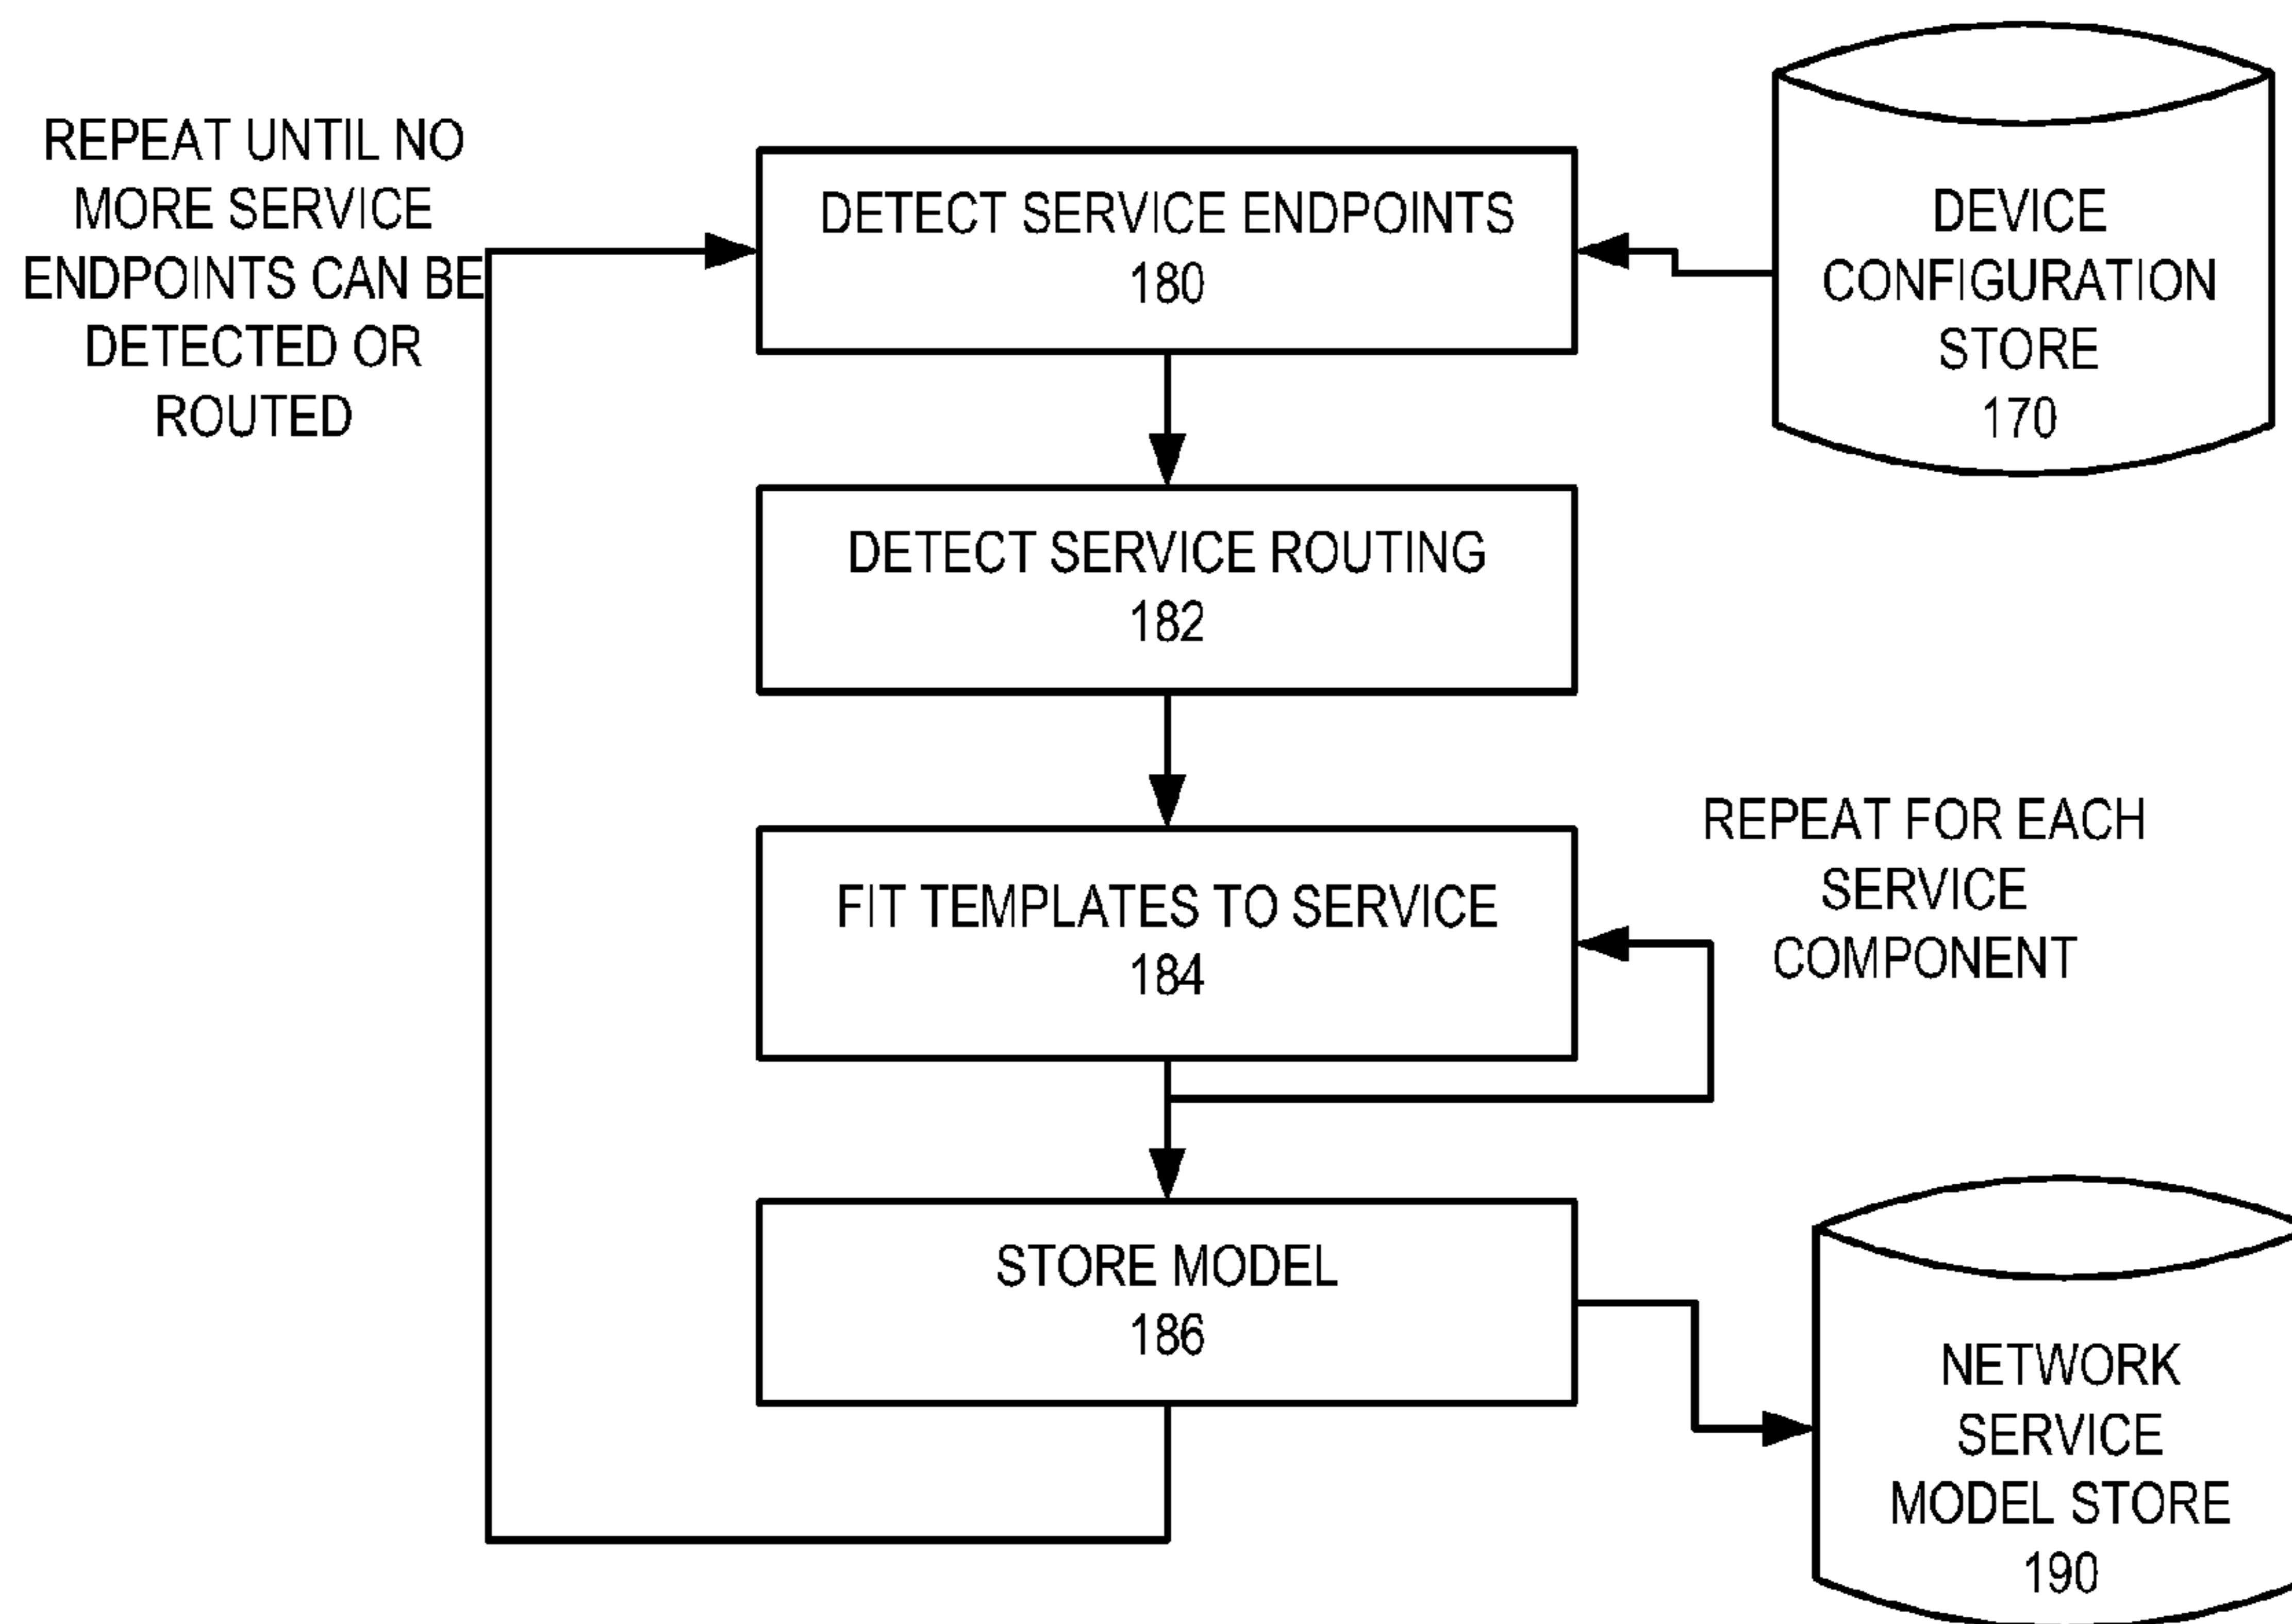 REPEAT UNTIL NO
MORE SERVICE
ENDPOINTS CAN BE
DETECTED OR
ROUTED
DETECT SERVICE ENDPOINTS
180
DEVICE
CONFIGURATION
STORE
170
DETECT SERVICE ROUTING
182
FIT TEMPLATES TO SERVICE
184
REPEAT FOR EACH
SERVICE
COMPONENT
STORE MODEL
186
NETWORK
SERVICE
MODEL STORE
190